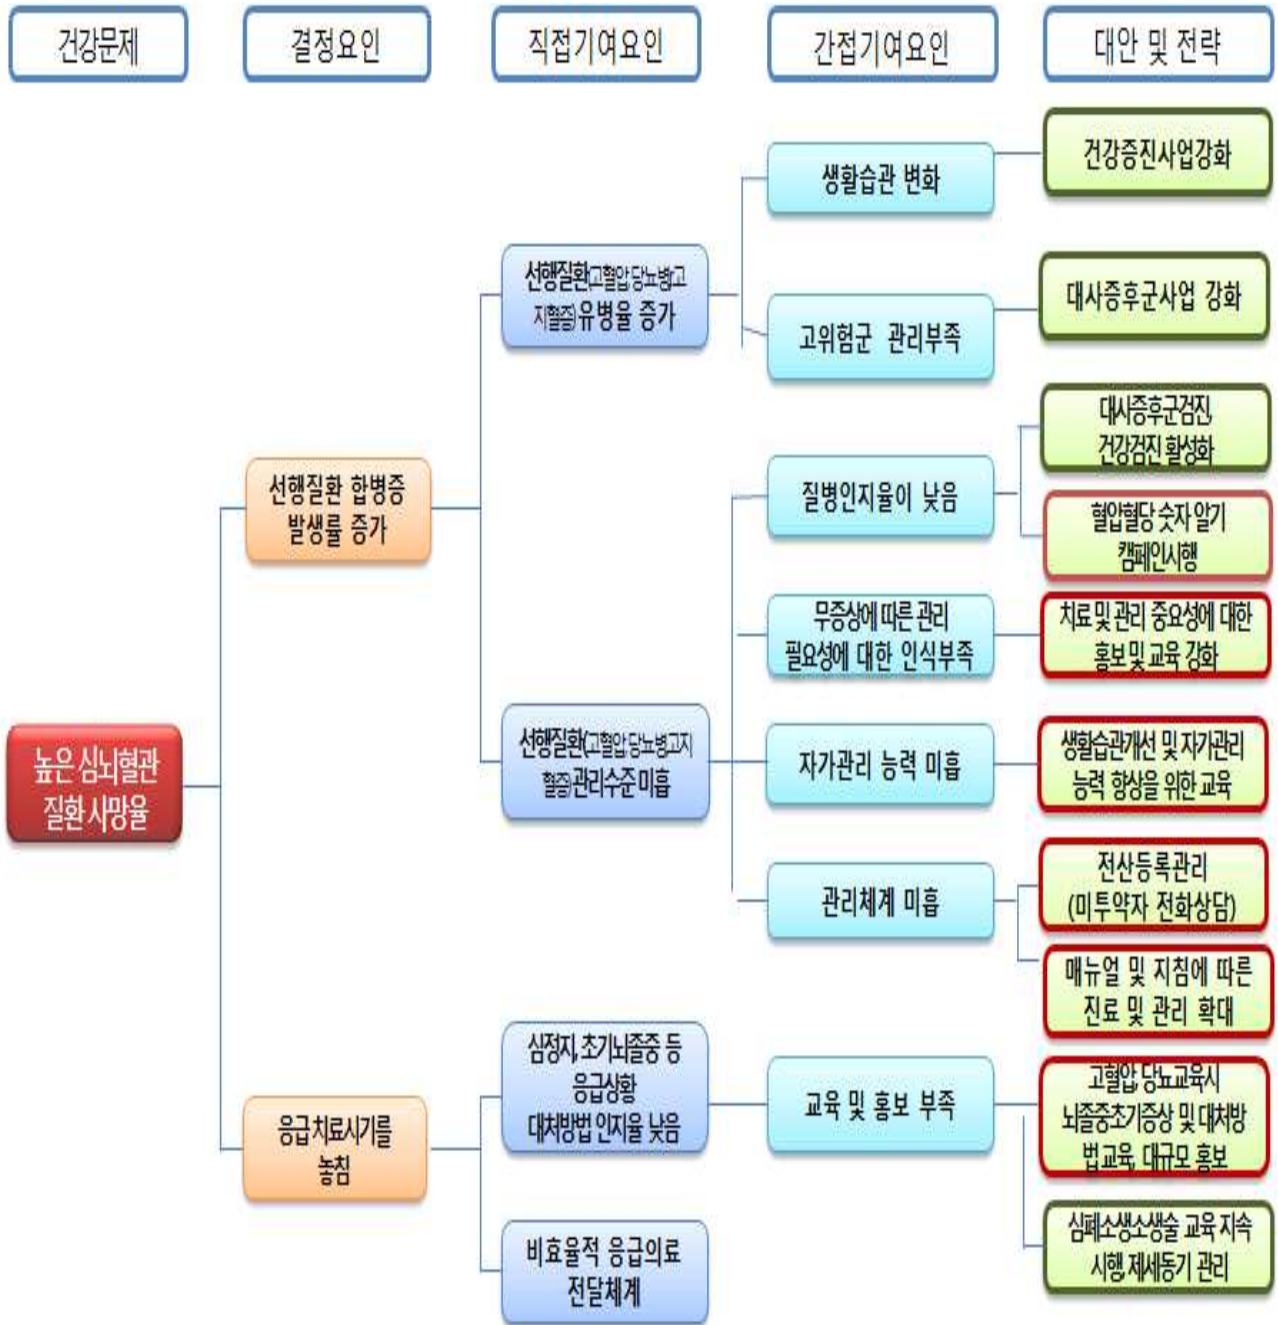 건강문제
결정요인
직접기여요인
간접기여요인
대안 및 전략
높은 심뇌혈관
질환 사망율
선행질환 합병증
발생률 증가
응급치료시기를
놓침
선행질환(고혈압,당뇨병,고
지혈증) 유병율 증가
선행질환(고혈압,당뇨병,고지
혈증)관리수준 미흡
심정지, 초기뇌졸중 등
응급상황
대처방법 인지율 낮음
비효율적 응급의료
전달체계
생활습관 변화
고위험군 관리부족
질병인지율이 낮음
무증상에 따른 관리
필요성에 대한 인식부족
자가관리 능력 미흡
관리체계 미흡
교육 및 홍보 부족
건강증진사업강화
대사증후군사업 강화
대사증후군검진,
건강검진 활성화
혈압혈당 숫자 알기
캠페인시행
치료 및 관리 중요성에 대한
홍보 및 교육 강화
생활습관개선 및 자가관리
능력 향상을 위한 교육
전산등록관리
(미투약자 전화상담)
매뉴얼 및 지침에 따른
진료 및 관리 확대
고혈압, 당뇨교육시
뇌졸중초기증상 및 대처방
법교육, 대규모 홍보
심폐소생소생술 교육 지속
시행, 제세동기 관리